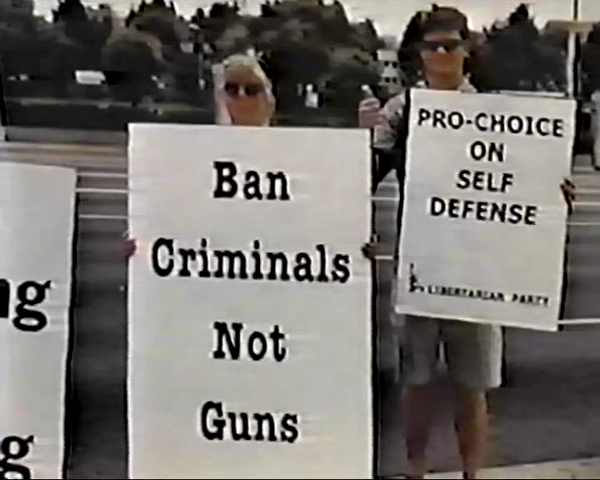 g
g
Ban
Criminals
Not
Guns
PRO-CHOICE
ON
SELF
DEFENSE
LIBERTARIAN PARTY